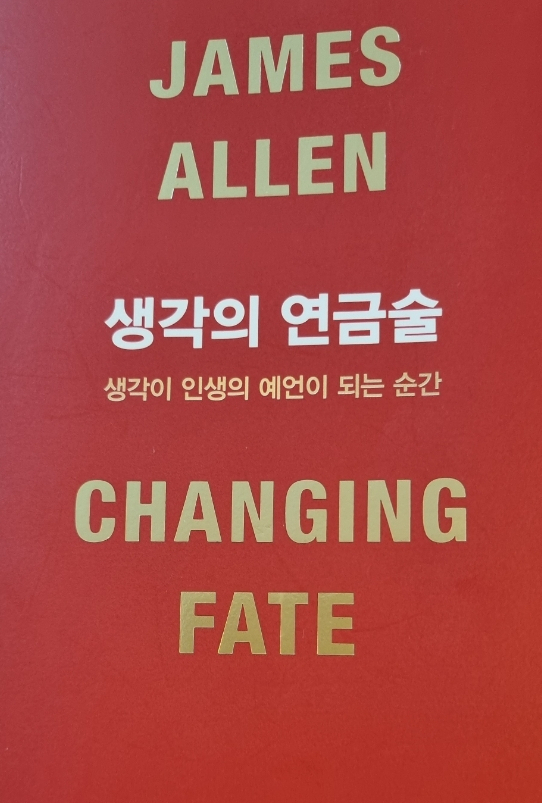 JAMES
ALLEN
생각의 연금술
생각이 인생의 예언이 되는 순간
CHANGING
FATE